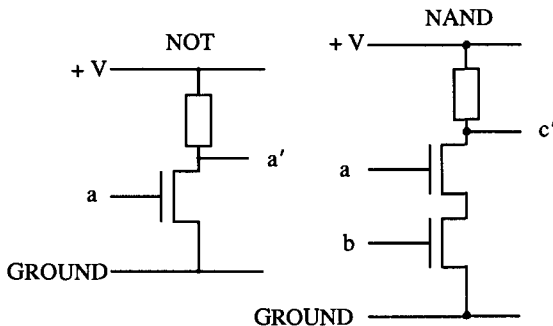 NOT
+ V
a'
a
GROUND
NAND
+ V
c'
a
b
GROUND